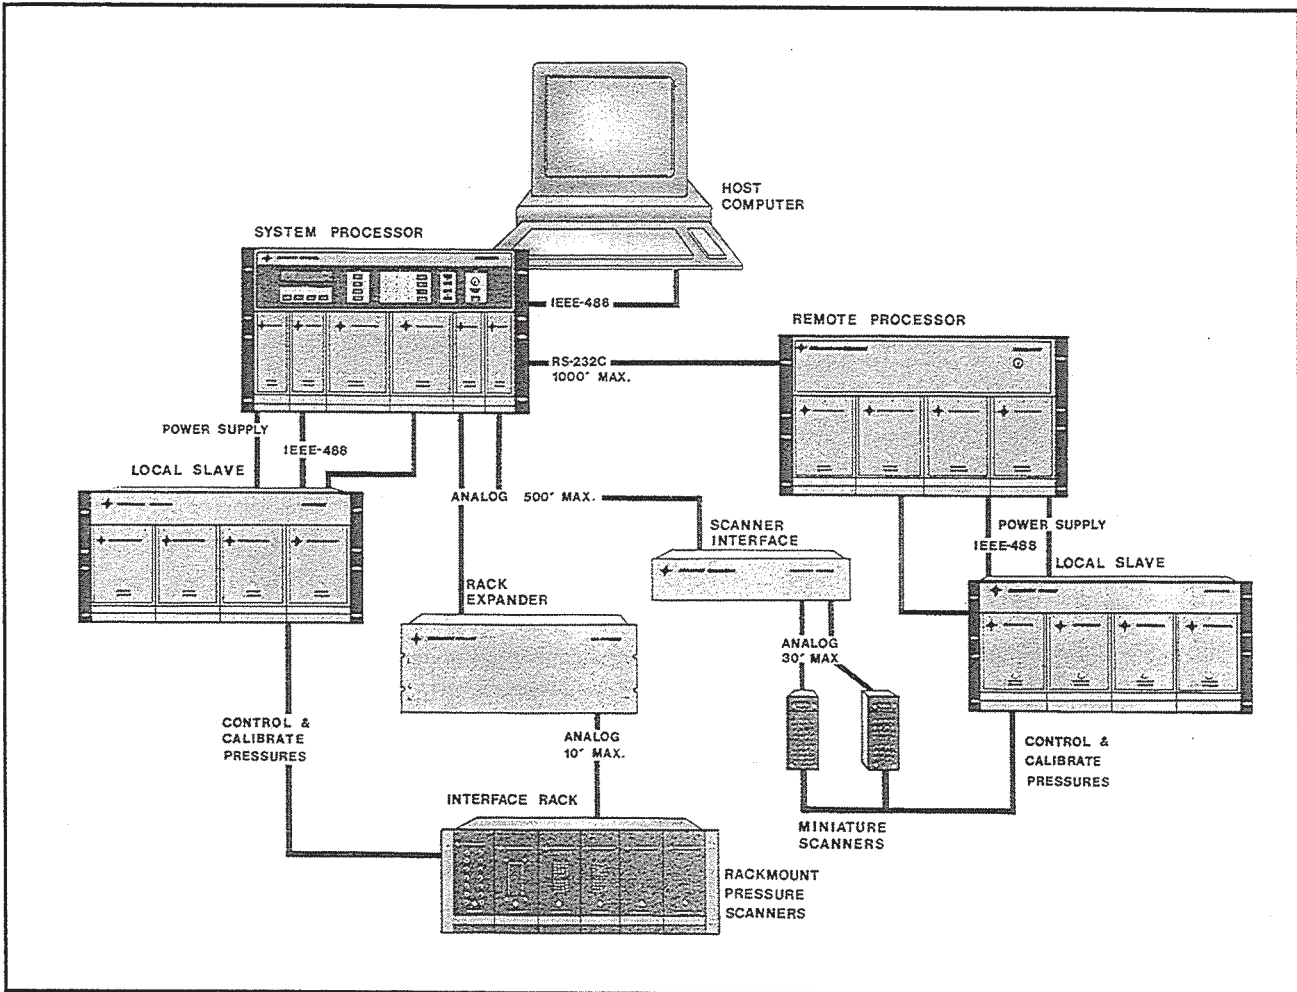 HOST
COMPUTER
SYSTEM PROCESSOR
IEEE-488
REMOTE PROCESSOR
RS-232C
1000' MAX.
POWER SUPPLY
IEEE-488
LOCAL SLAVE
ANALOG 500' MAX.
SCANNER
INTERFACE
POWER SUPPLY
IEEE-488
LOCAL SLAVE
RACK
EXPANDER
ANALOG
30' MAX
CONTROL &
CALIBRATE
PRESSURES
ANALOG
10' MAX.
CONTROL &
CALIBRATE
PRESSURES
INTERFACE RACK
MINIATURE
SCANNERS
RACKMOUNT
PRESSURE
SCANNERS